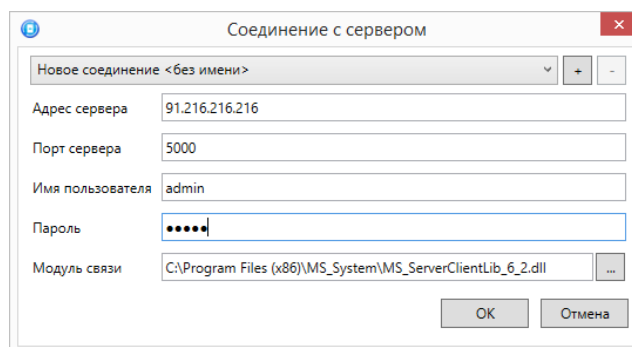 Соединение с сервером
Новое соединение <без имени>
+ -
Адрес сервера 91.216.216.216
Порт сервера 5000
Имя пользователя admin
Пароль ●●●●●
Модуль связи C:\Program Files (x86)\MS_System\MS_ServerClientLib_6_2.dll ...
OK Отмена